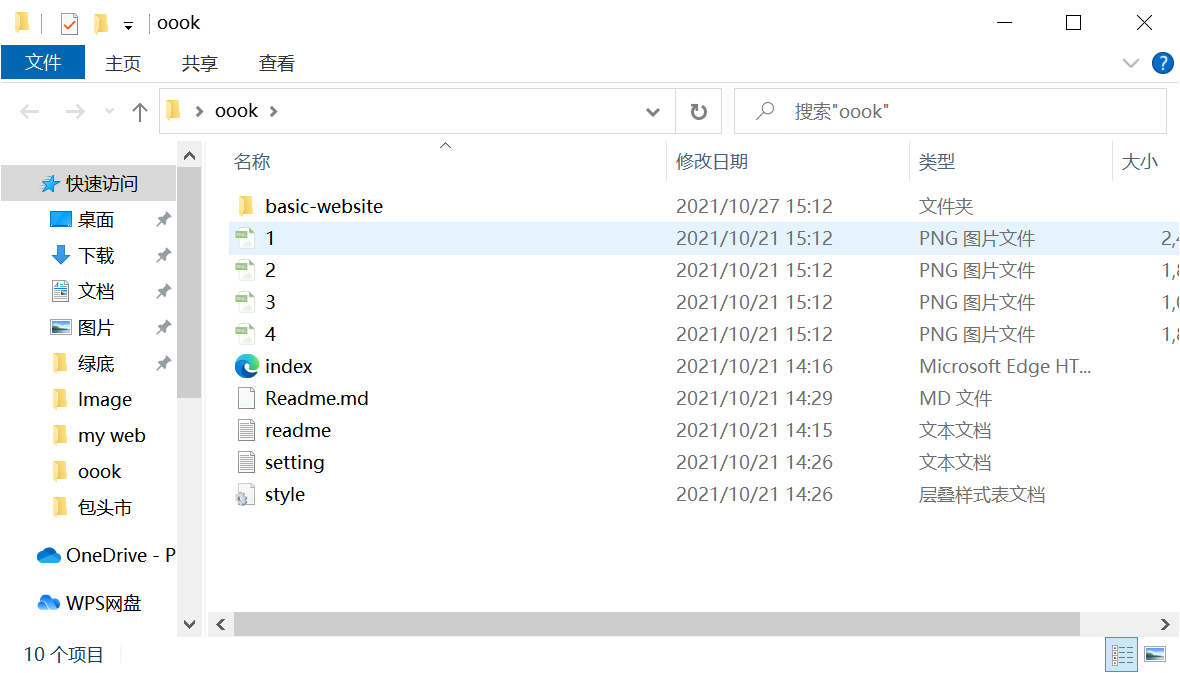 oook
文件 主页 共享 查看
oook 搜索"oook"
名称 修改日期 类型 大小
快速访问
桌面
下载
文档
图片
绿底
Image
my web
oook
包头市
OneDrive - P
WPS网盘
basic-website 2021/10/27 15:12 文件夹
1 2021/10/21 15:12 PNG 图片文件 2,4
2 2021/10/21 15:12 PNG 图片文件 1,8
3 2021/10/21 15:12 PNG 图片文件 1,0
4 2021/10/21 15:12 PNG 图片文件 1,8
index 2021/10/21 14:16 Microsoft Edge HT...
Readme.md 2021/10/21 14:29 MD 文件
readme 2021/10/21 14:15 文本文档
setting 2021/10/21 14:26 文本文档
style 2021/10/21 14:26 层叠样式表文档
10 个项目